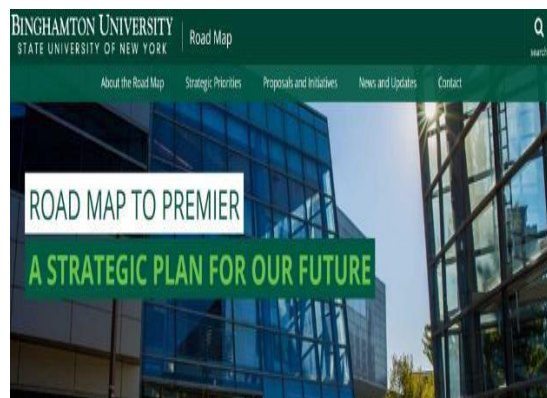 BINGHAMTON UNIVERSITY
STATE UNIVERSITY OF NEW YORK
Road Map
search
About the Road Map Strategic Priorities Proposals and Initiatives News and Updates Contact
ROAD MAP TO PREMIER
A STRATEGIC PLAN FOR OUR FUTURE